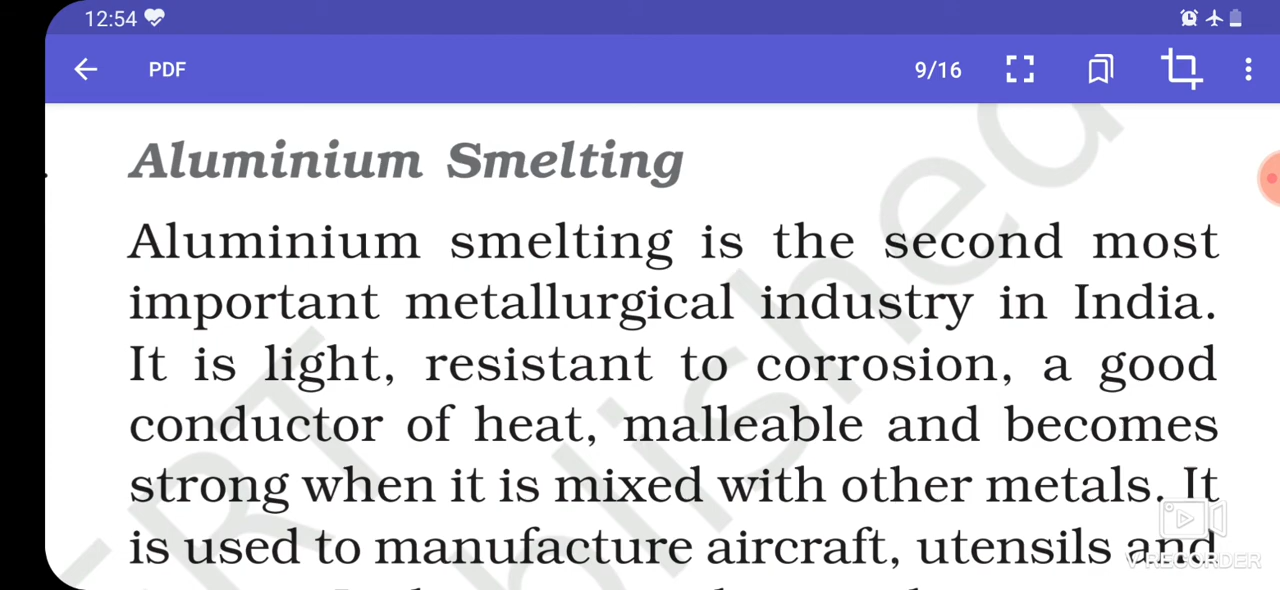 12:54
PDF
9/16
Aluminium Smelting
Aluminium smelting is the second most
important metallurgical industry in India.
It is light, resistant to corrosion, a good
conductor of heat, malleable and becomes
strong when it is mixed with other metals. It
is used to manufacture aircraft, utensils and
V RECORDER